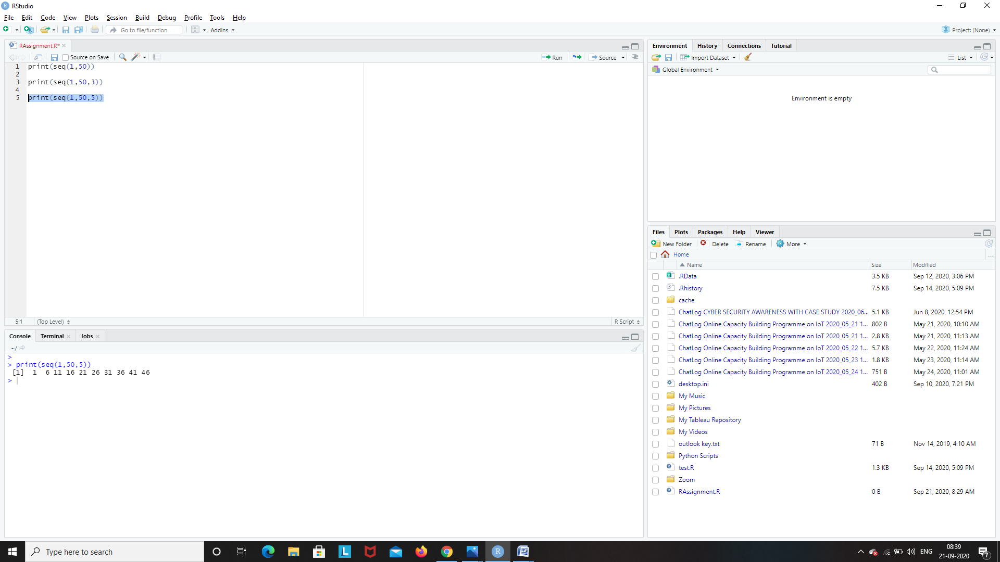 RStudio
File Edit Code View Plots Session Build Debug Profile Tools Help
Go to file/function Addins Project: (None)
RAssignment.R*
Source on Save Run Source
1 print(seq(1,50))
2
3 print(seq(1,50,3))
4
5 print(seq(1,50,5))
5:1 (Top Level) R Script
Console Terminal Jobs
~/
>
> print(seq(1,50,5))
[1]  1  6 11 16 21 26 31 36 41 46
>
Environment History Connections Tutorial
Import Dataset List
Global Environment
Environment is empty
Files Plots Packages Help Viewer
New Folder Delete Rename More
Home ...
Name Size Modified
.RData 3.5 KB Sep 12, 2020, 3:06 PM
.Rhistory 7.5 KB Sep 14, 2020, 5:09 PM
cache
ChatLog CYBER SECURITY AWARENESS WITH CASE STUDY 2020_06... 5.1 KB Jun 8, 2020, 12:54 PM
ChatLog Online Capacity Building Programme on IoT 2020_05_21 1... 802 B May 21, 2020, 10:10 AM
ChatLog Online Capacity Building Programme on IoT 2020_05_21 1... 2.8 KB May 21, 2020, 11:13 AM
ChatLog Online Capacity Building Programme on IoT 2020_05_22 1... 5.7 KB May 22, 2020, 11:24 AM
ChatLog Online Capacity Building Programme on IoT 2020_05_23 1... 1.8 KB May 23, 2020, 11:14 AM
ChatLog Online Capacity Building Programme on IoT 2020_05_24 1... 751 B May 24, 2020, 11:01 AM
desktop.ini 402 B Sep 10, 2020, 7:21 PM
My Music
My Pictures
My Tableau Repository
My Videos
outlook key.txt 71 B Nov 14, 2019, 4:10 AM
Python Scripts
test.R 1.3 KB Sep 14, 2020, 5:09 PM
Zoom
RAssignment.R 0 B Sep 21, 2020, 8:29 AM
Type here to search
ENG
08:39
21-09-2020
7